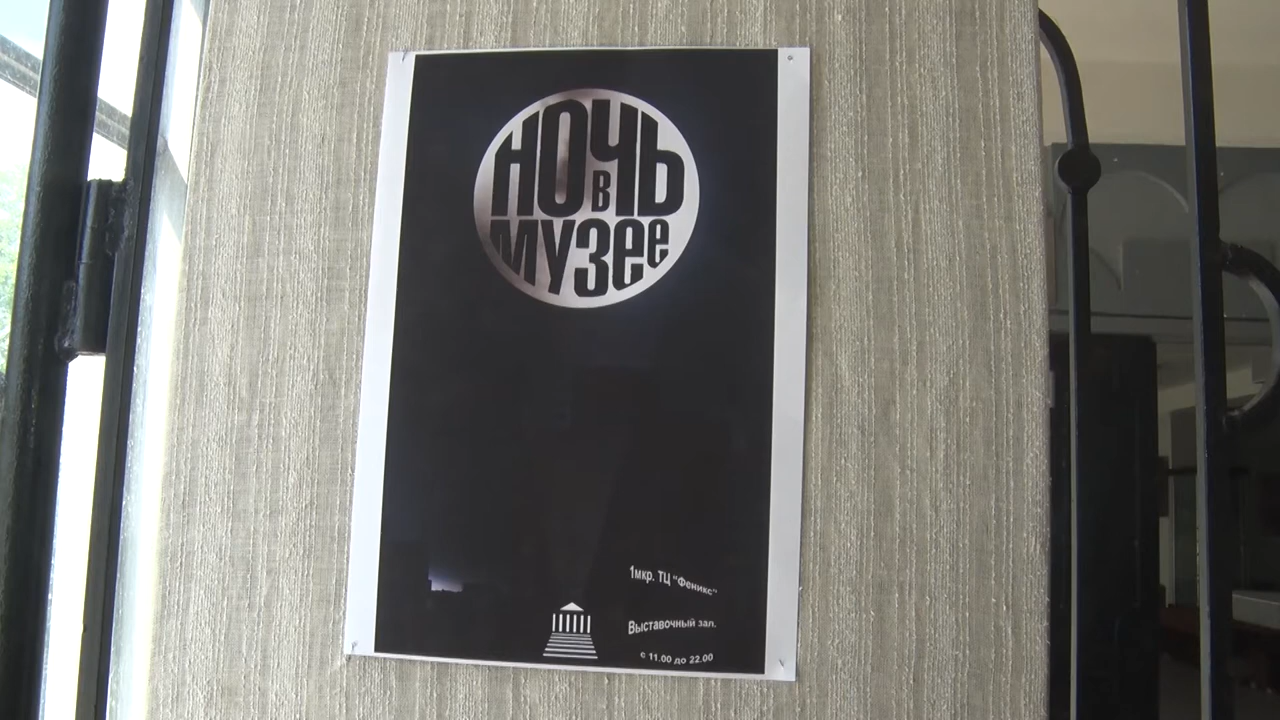 НОЧЬ
В
МУЗЕЕ
1мкр. ТЦ "Феникс"
Выставочный зал.
с 11.00 до 22.00